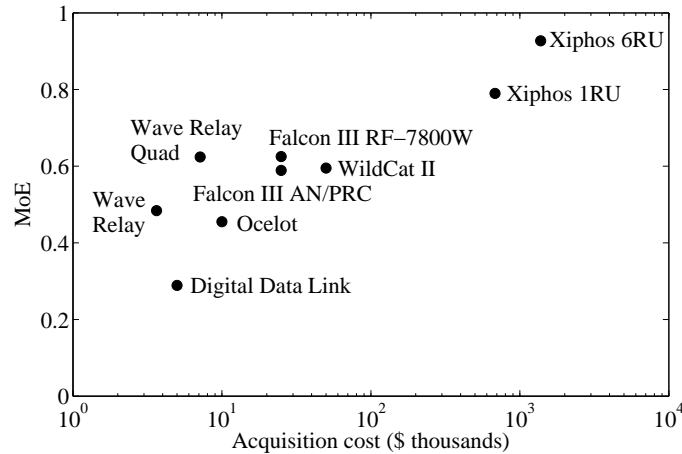 1
0.8
0.6
0.4
0.2
0
MoE
Xiphos 6RU
Xiphos 1RU
Wave Relay
Quad
Falcon III RF−7800W
WildCat II
Falcon III AN/PRC
Wave
Relay
Ocelot
Digital Data Link
10^0 10^1 10^2 10^3 10^4
Acquisition cost ($ thousands)